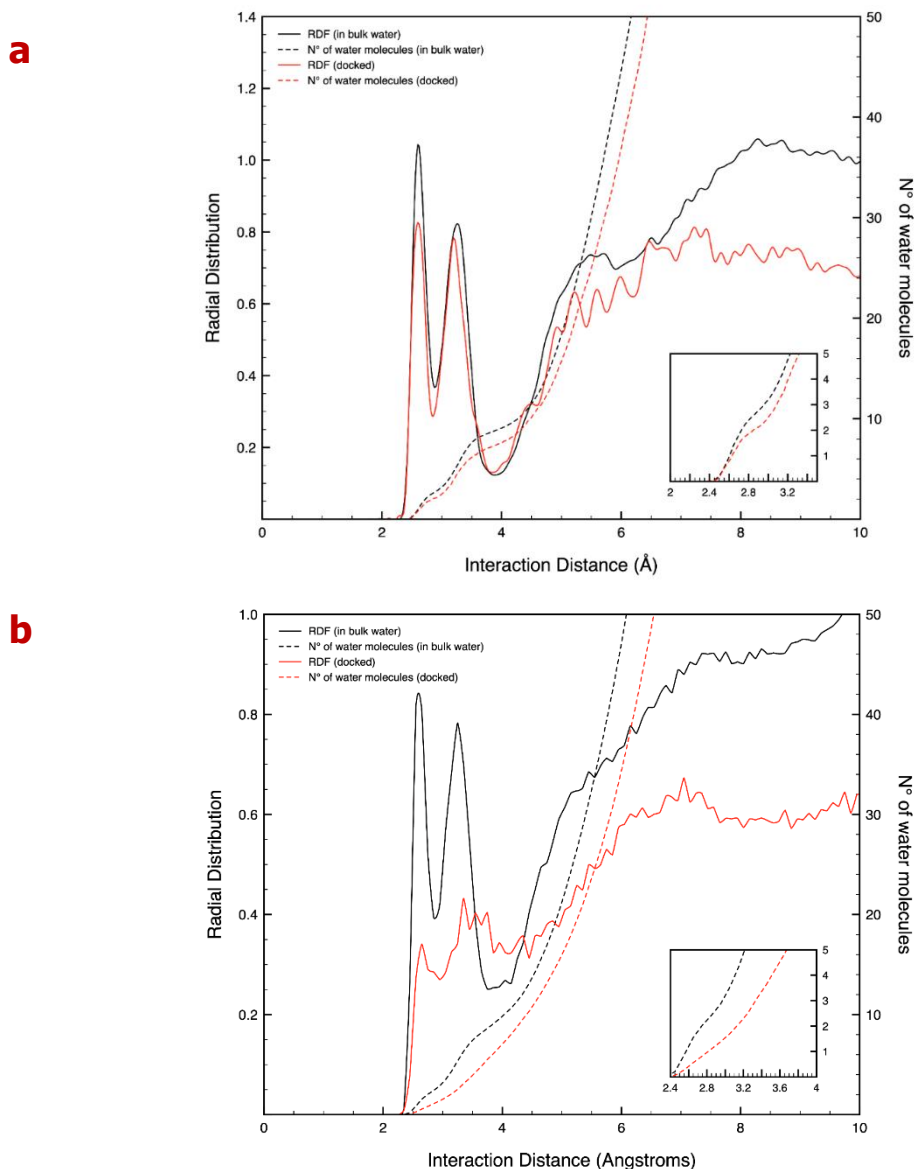 a
RDF (in bulk water)
N° of water molecules (in bulk water)
RDF (docked)
N° of water molecules (docked)
1.4
1.2
1.0
0.8
0.6
0.4
0.2
Radial Distribution
50
40
30
20
10
N° of water molecules
5
4
3
2
1
2 2.4 2.8 3.2
0 2 4 6 8 10
Interaction Distance (Å)
b
RDF (in bulk water)
N° of water molecules (in bulk water)
RDF (docked)
N° of water molecules (docked)
1.0
0.8
0.6
0.4
0.2
Radial Distribution
50
40
30
20
10
N° of water molecules
5
4
3
2
1
2.4 2.8 3.2 3.6 4
0 2 4 6 8 10
Interaction Distance (Angstroms)